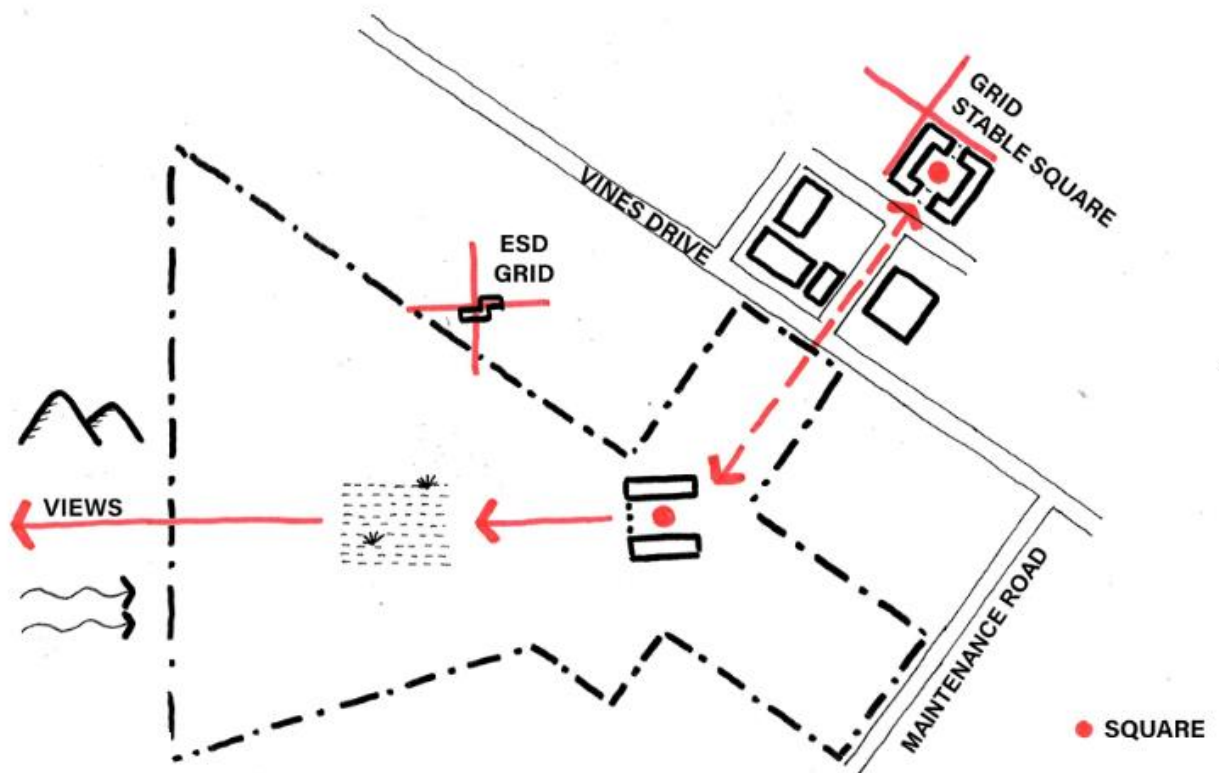 GRID
STABLE SQUARE
VINES DRIVE
ESD
GRID
VIEWS
MAINTENANCE ROAD
SQUARE